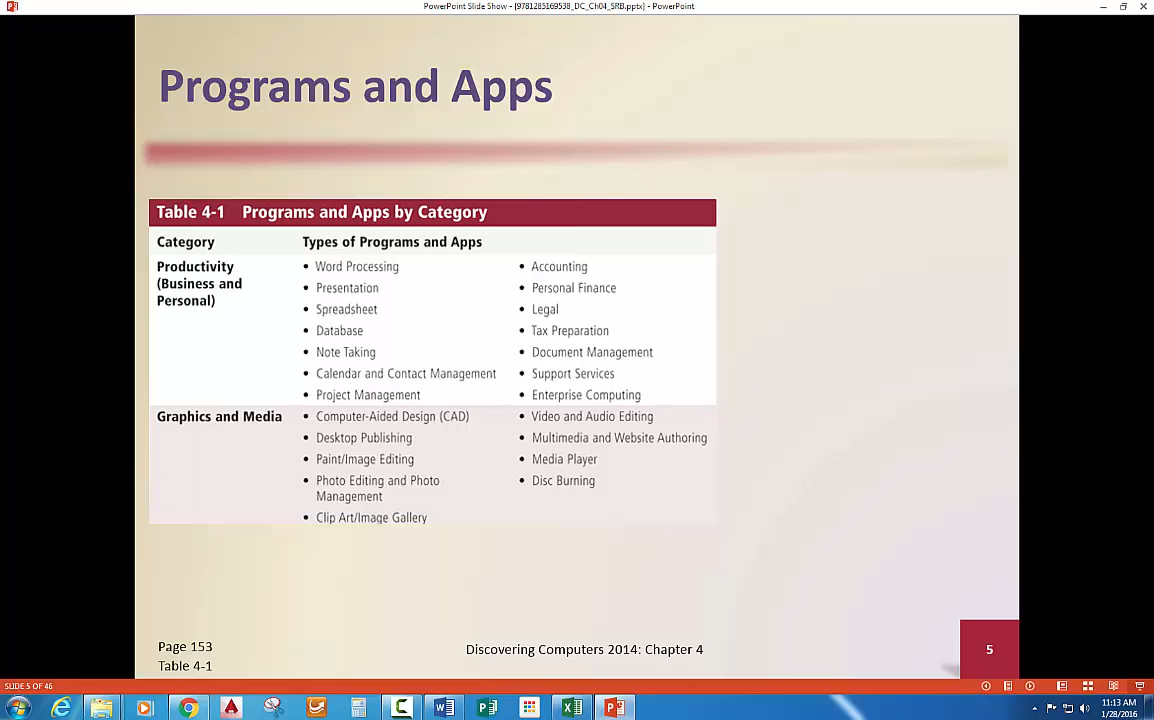 PowerPoint Slide Show - [9781285169538_DC_Ch04_SRB.pptx] - PowerPoint
Programs and Apps
Table 4-1 Programs and Apps by Category
Category Types of Programs and Apps
Productivity (Business and Personal)
• Word Processing
• Presentation
• Spreadsheet
• Database
• Note Taking
• Calendar and Contact Management
• Project Management
• Accounting
• Personal Finance
• Legal
• Tax Preparation
• Document Management
• Support Services
• Enterprise Computing
Graphics and Media
• Computer-Aided Design (CAD)
• Desktop Publishing
• Paint/Image Editing
• Photo Editing and Photo
Management
• Clip Art/Image Gallery
• Video and Audio Editing
• Multimedia and Website Authoring
• Media Player
• Disc Burning
Page 153
Table 4-1
Discovering Computers 2014: Chapter 4
5
SLIDE 5 OF 46
11:13 AM
1/28/2016